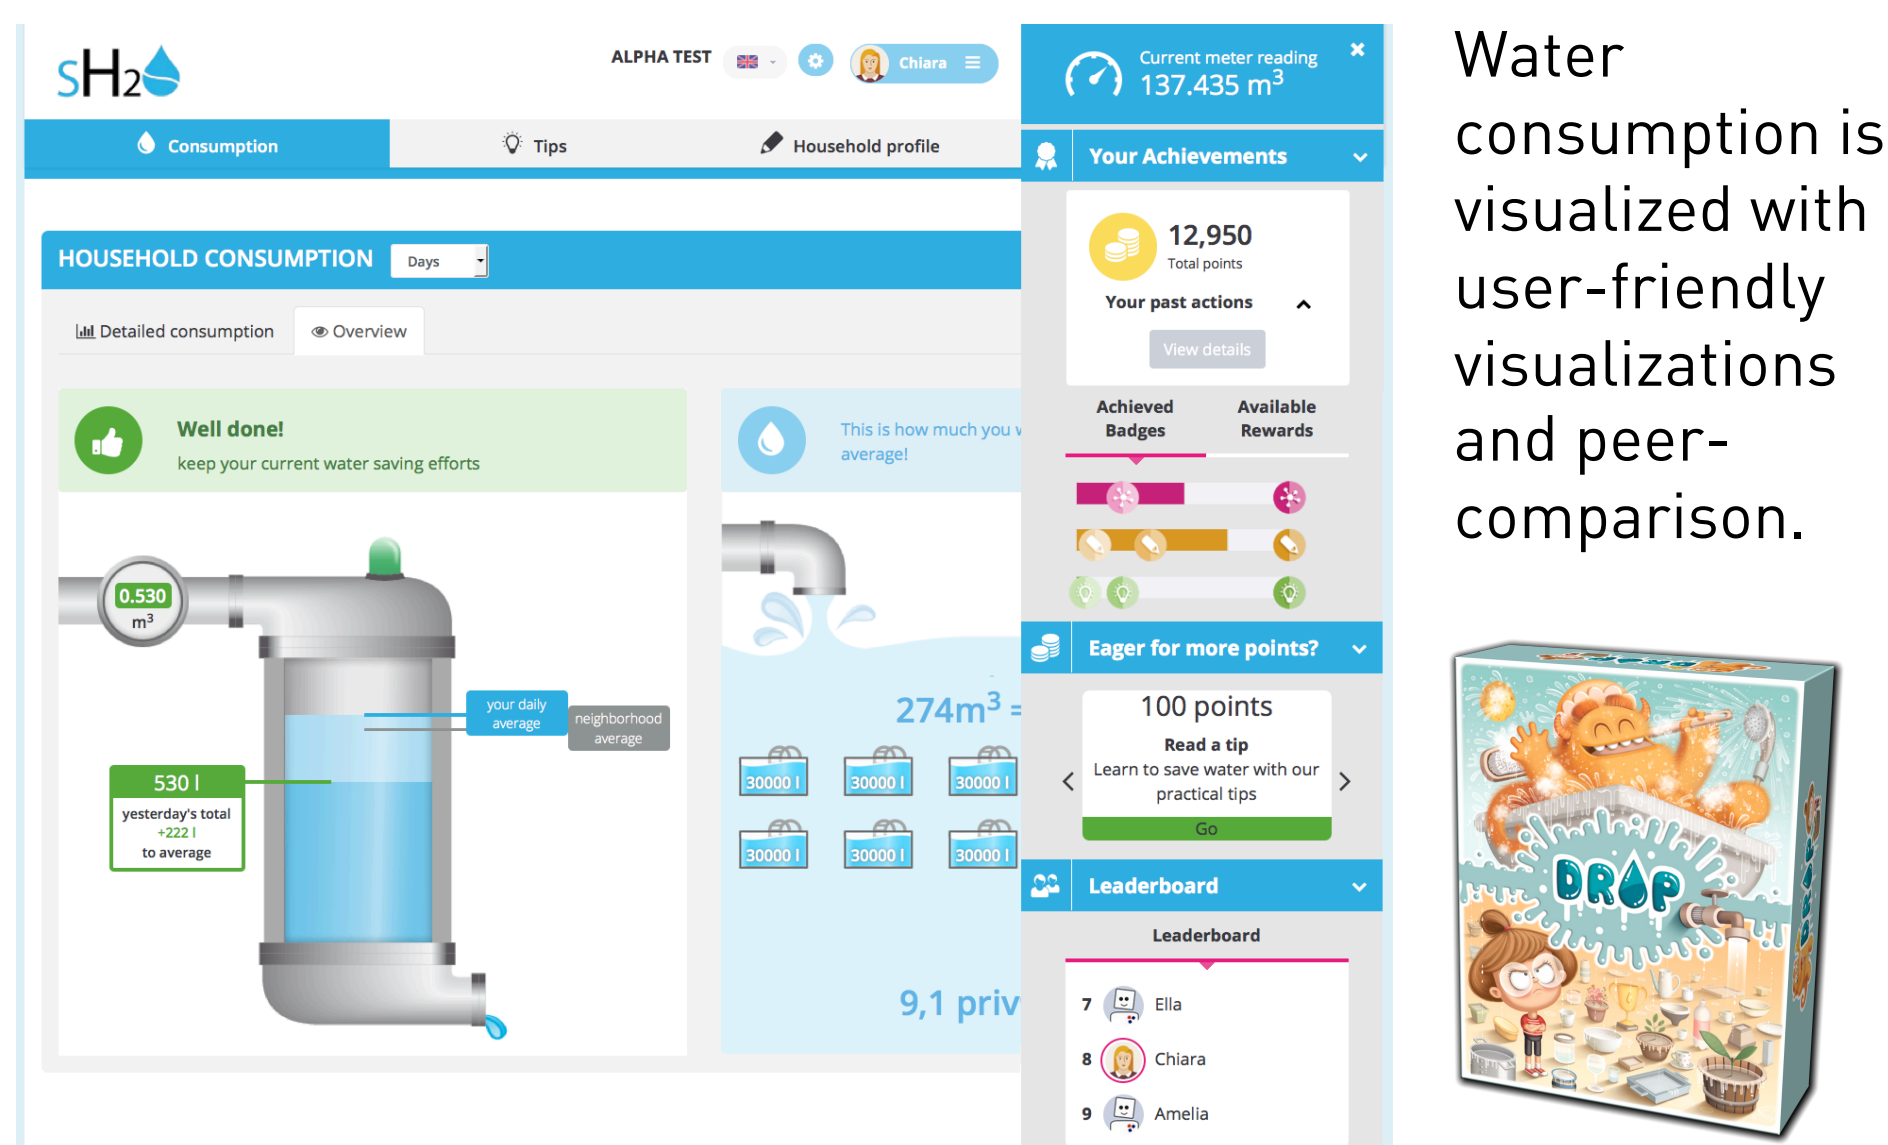 sH2
ALPHA TEST
Chiara
Current meter reading
137.435 m³
Consumption
Tips
Household profile
Your Achievements
HOUSEHOLD CONSUMPTION
Days
12,950
Total points
Your past actions
View details
Detailed consumption
Overview
Well done!
keep your current water saving efforts
This is how much you
average!
Achieved
Badges
Available
Rewards
0.530
m³
your daily
average
neighborhood
average
530 l
yesterday's total
+222 l
to average
274m³ =
30000 l 30000 l 30000 l
30000 l 30000 l 30000 l
9,1 priv
Eager for more points?
100 points
Read a tip
Learn to save water with our
practical tips
Go
Leaderboard
Leaderboard
7 Ella
8 Chiara
9 Amelia
Water
consumption is
visualized with
user-friendly
visualizations
and peer-
comparison.
DROP
DROP
DROP